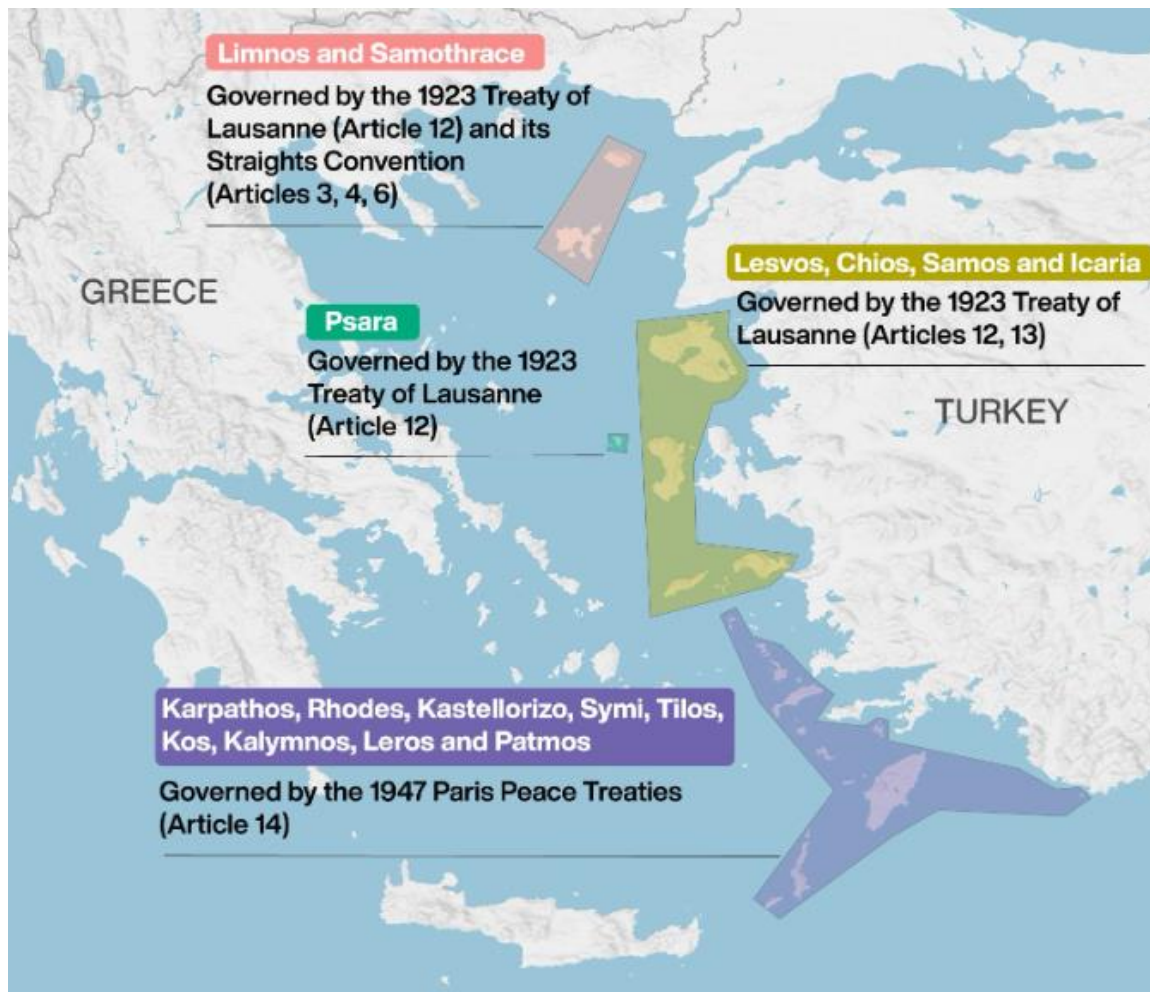 Limnos and Samothrace
Governed by the 1923 Treaty of
Lausanne (Article 12) and its
Straights Convention
(Articles 3, 4, 6)
GREECE
Psara
Governed by the 1923
Treaty of Lausanne
(Article 12)
Lesvos, Chios, Samos and Icaria
Governed by the 1923 Treaty of
Lausanne (Articles 12, 13)
TURKEY
Karpathos, Rhodes, Kastellorizo, Symi, Tilos,
Kos, Kalymnos, Leros and Patmos
Governed by the 1947 Paris Peace Treaties
(Article 14)